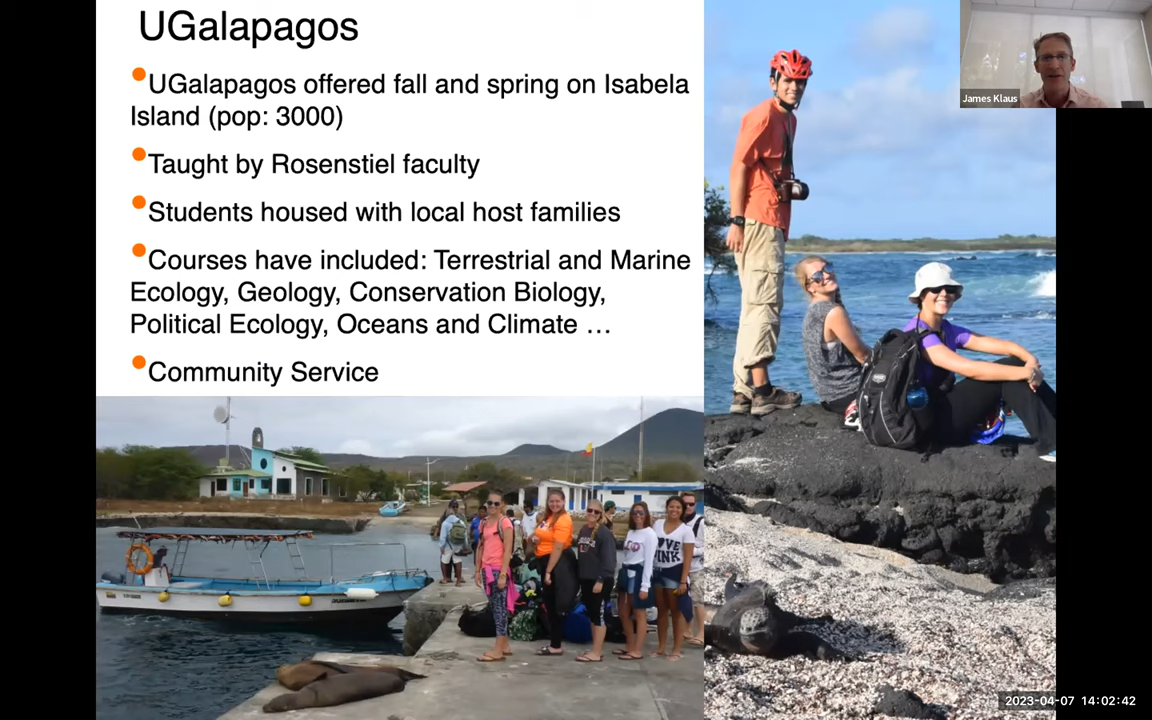 UGalapagos
•UGalapagos offered fall and spring on Isabela
Island (pop: 3000)
•Taught by Rosenstiel faculty
•Students housed with local host families
•Courses have included: Terrestrial and Marine
Ecology, Geology, Conservation Biology,
Political Ecology, Oceans and Climate …
•Community Service
James Klaus
2023-04-07 14:02:42